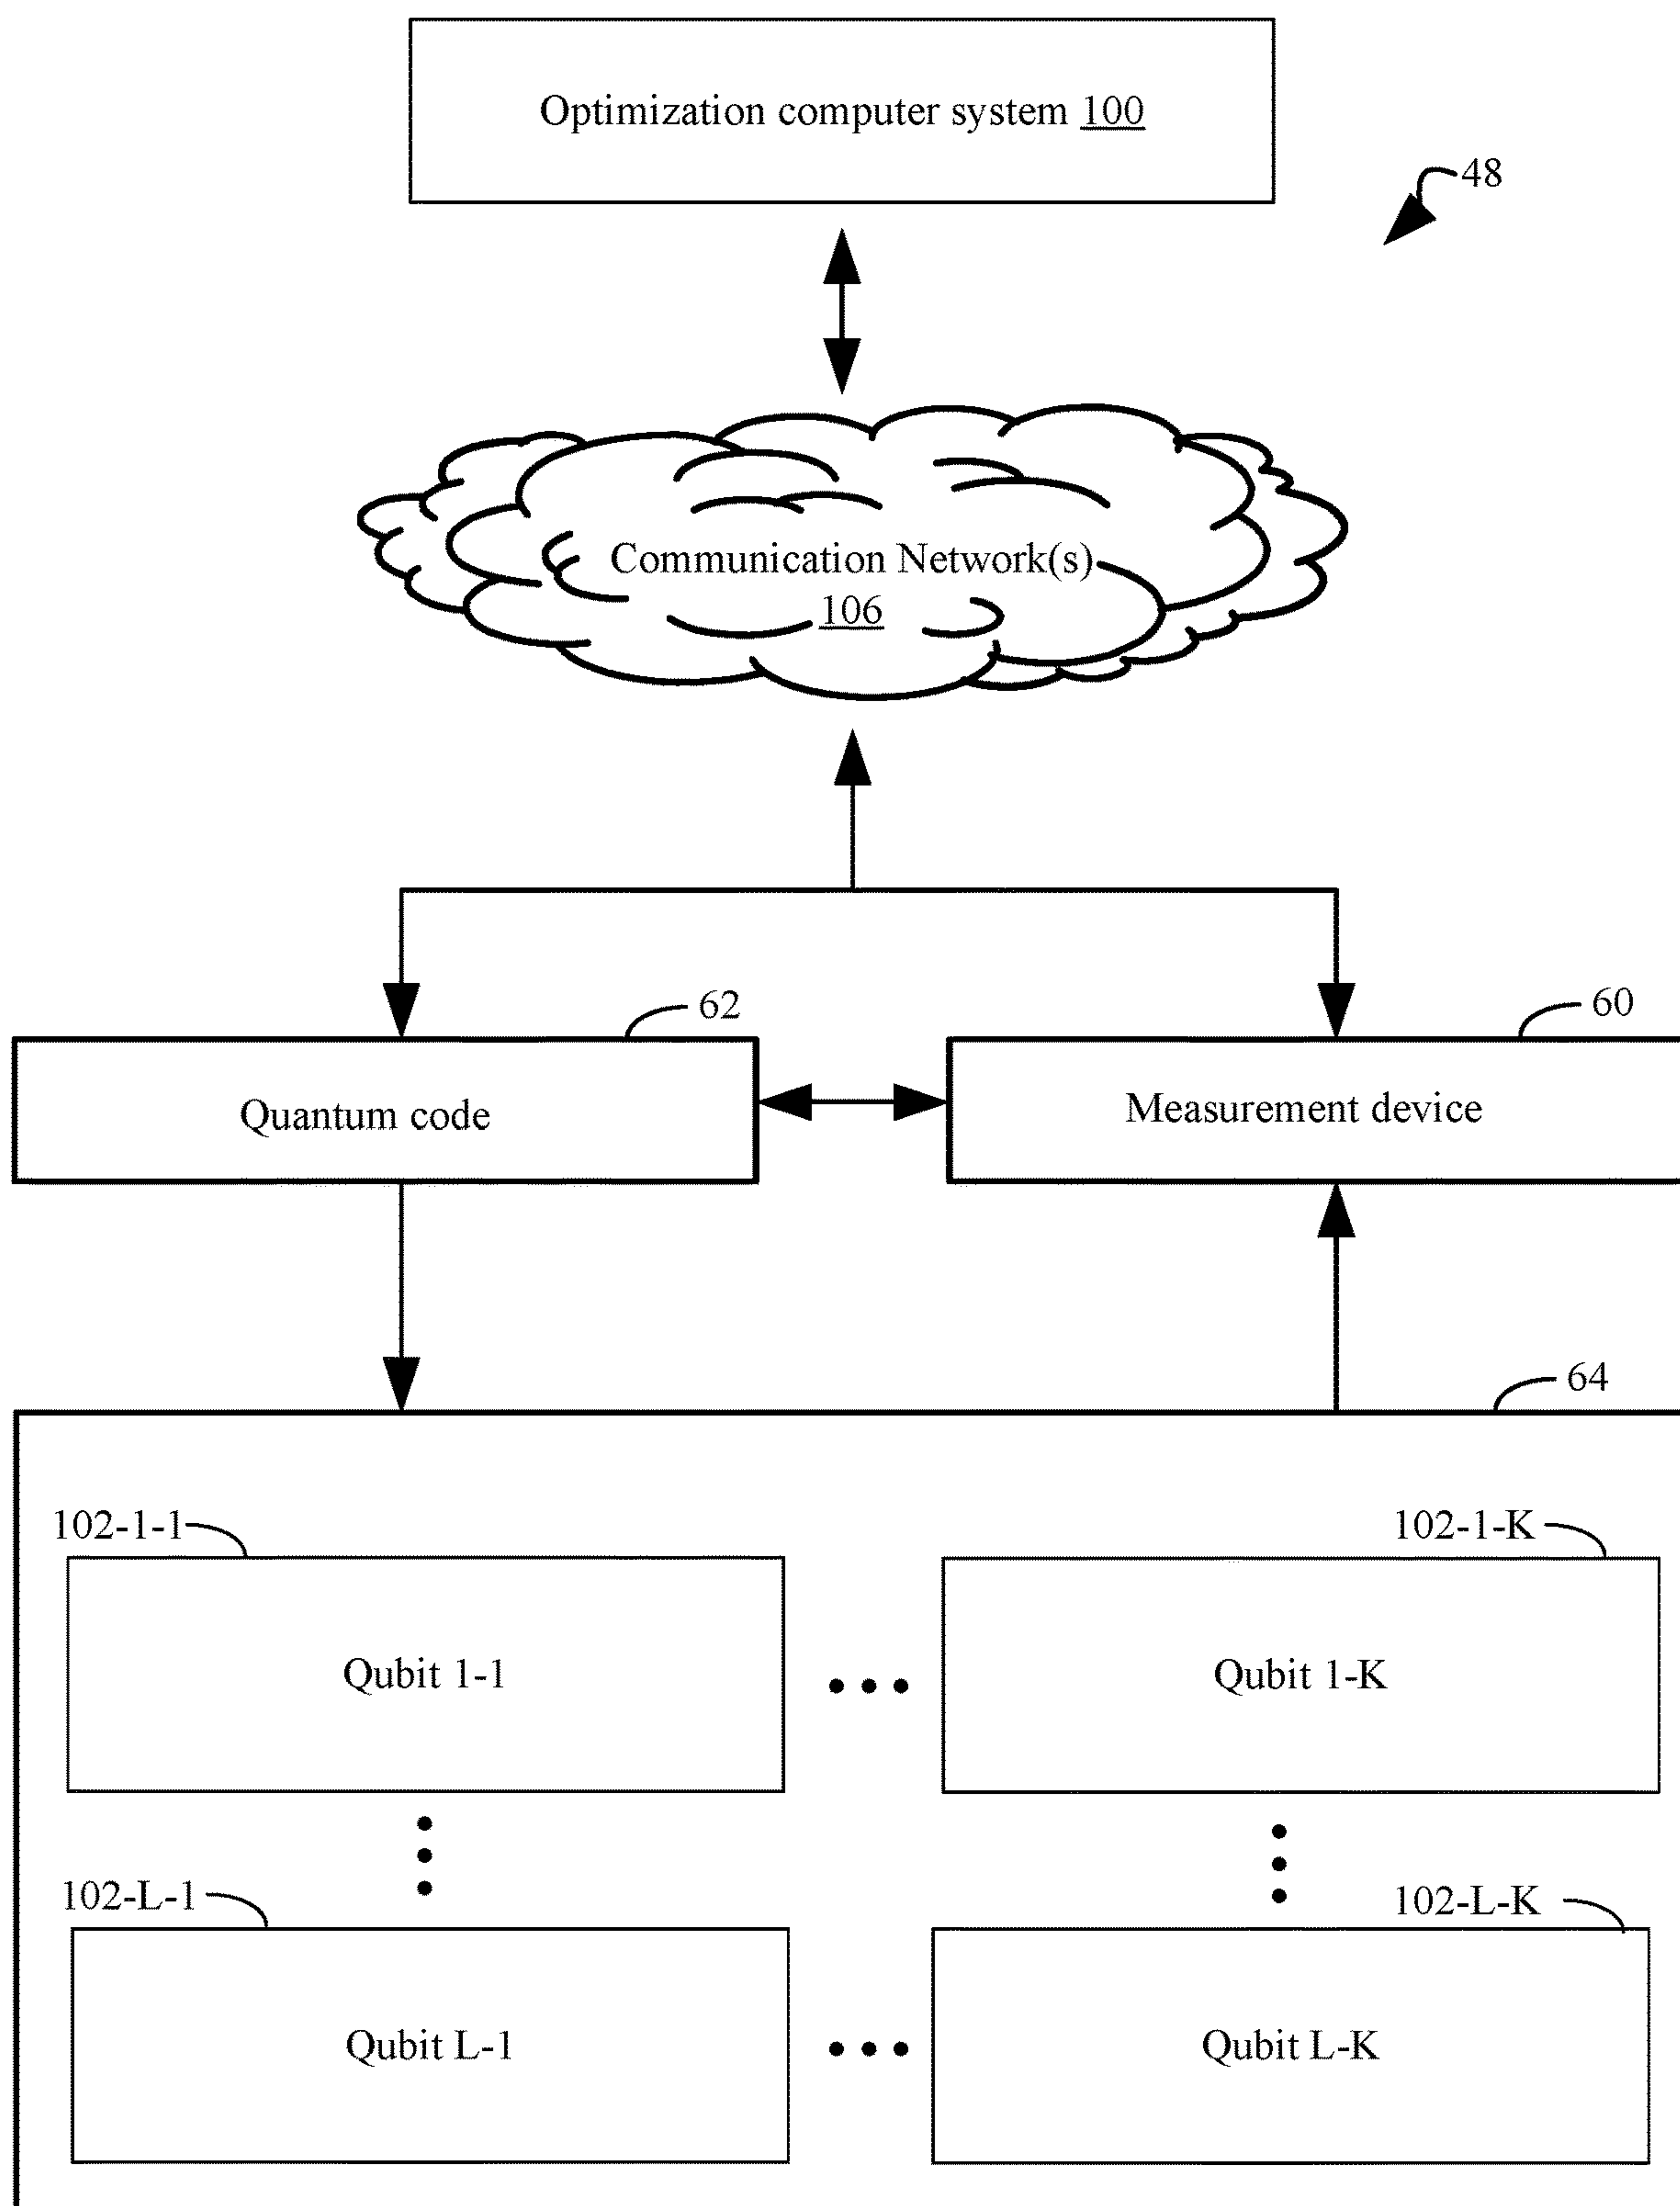 Optimization computer system 100
48
Communication Network(s)
106
62
60
Quantum code
Measurement device
64
102-1-1
102-1-K
Qubit 1-1
Qubit 1-K
102-L-1
102-L-K
Qubit L-1
Qubit L-K